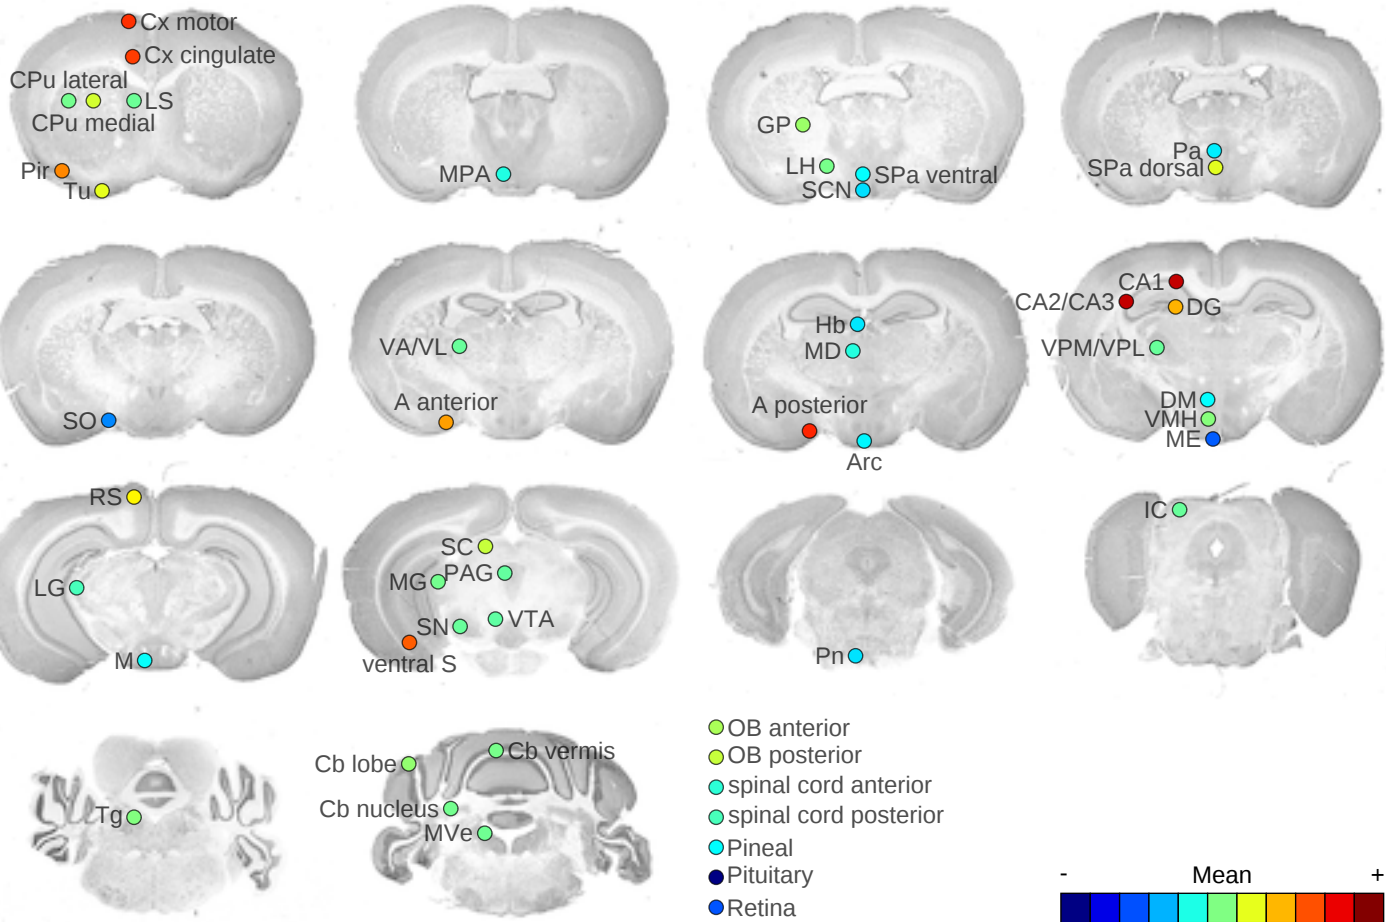 Cx motor
Cx cingulate
CPu lateral
LS
CPu medial
Pir
Tu
MPA
GP
LH
SPa ventral
SCN
Pa
SPa dorsal
SO
VA/VL
A anterior
Hb
MD
A posterior
Arc
CA1
CA2/CA3
DG
VPM/VPL
DM
VMH
ME
RS
LG
M
SC
MG
PAG
SN
VTA
ventral S
Pn
IC
Tg
Cb lobe
Cb vermis
Cb nucleus
MVe
OB anterior
OB posterior
spinal cord anterior
spinal cord posterior
Pineal
Pituitary
Retina
- Mean +